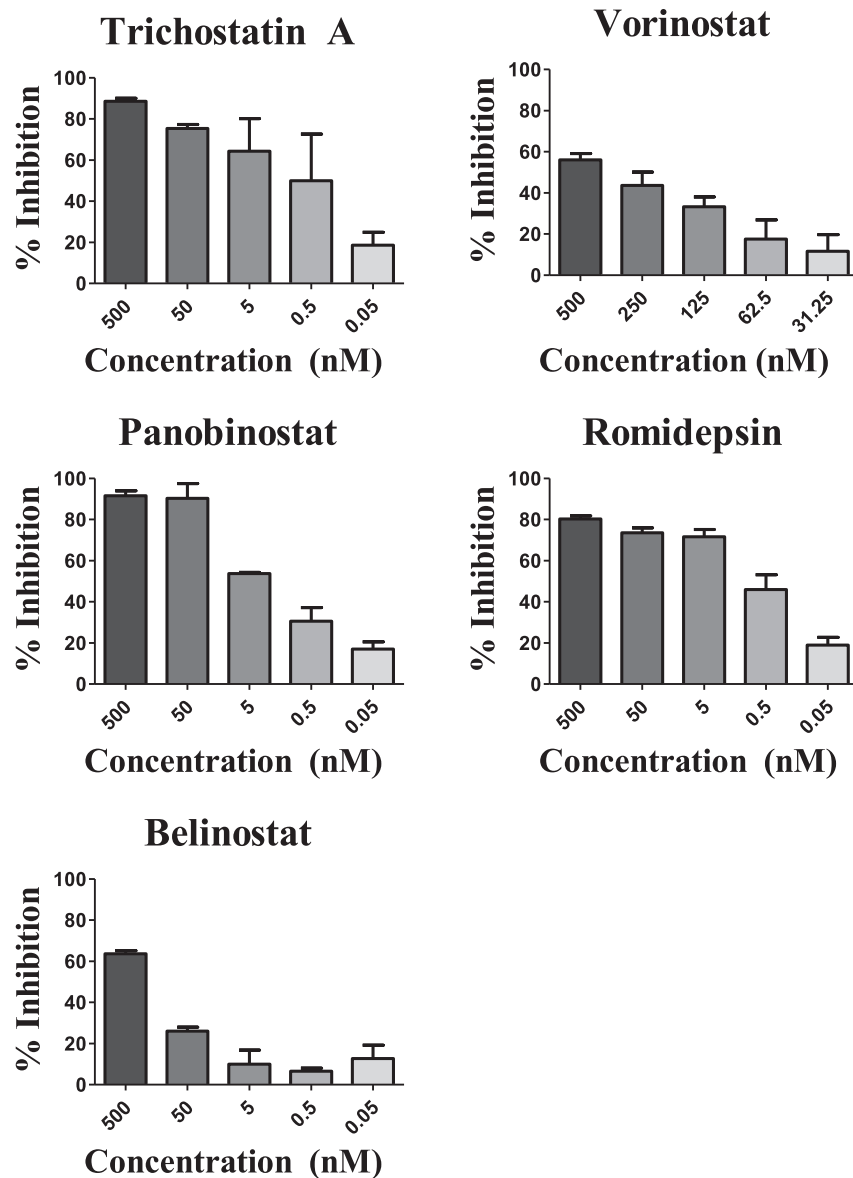 Trichostatin A
% Inhibition
100
80
60
40
20
0
500 50 5 0.5 0.05
Concentration (nM)
Vorinostat
% Inhibition
100
80
60
40
20
0
500 250 125 62.5 31.25
Concentration (nM)
Panobinostat
% Inhibition
100
80
60
40
20
0
500 50 5 0.5 0.05
Concentration (nM)
Romidepsin
% Inhibition
100
80
60
40
20
0
500 50 5 0.5 0.05
Concentration (nM)
Belinostat
% Inhibition
100
80
60
40
20
0
500 50 5 0.5 0.05
Concentration (nM)